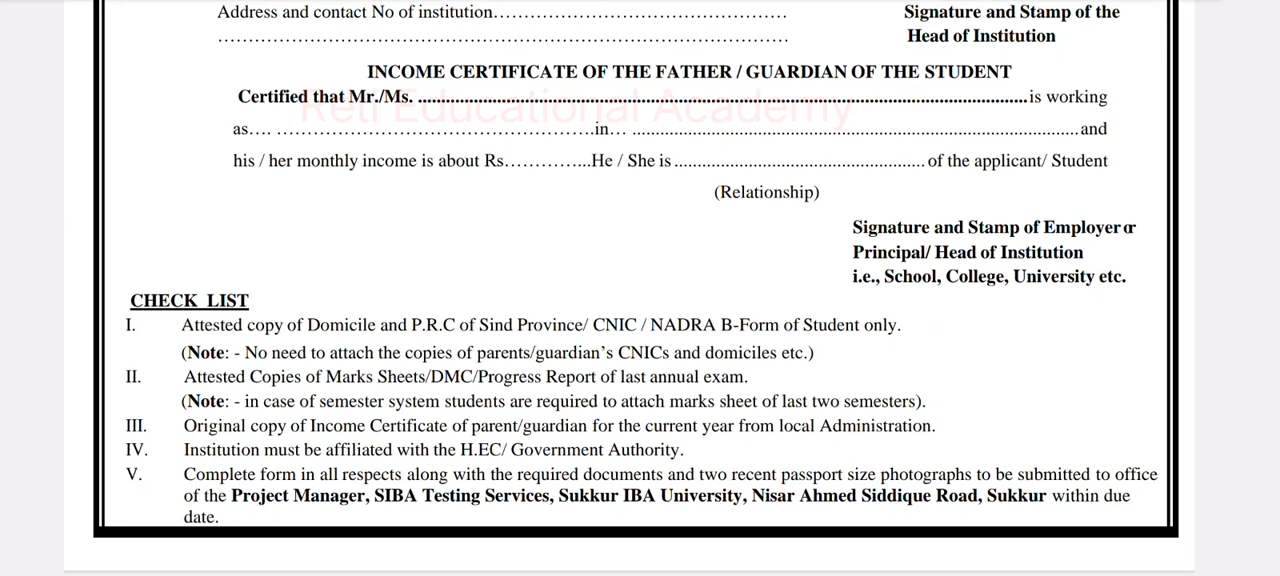 Address and contact No of institution................................................
Signature and Stamp of the
Head of Institution
.............................................................................................
INCOME CERTIFICATE OF THE FATHER / GUARDIAN OF THE STUDENT
Reti Educational Academy
Certified that Mr./Ms. ........................................................................................................................is working
as.... ....................................................in... .........................................................................................and
his / her monthly income is about Rs..............He / She is.................................................. of the applicant/ Student
(Relationship)
Signature and Stamp of Employer or
Principal/ Head of Institution
i.e., School, College, University etc.
CHECK LIST
I. Attested copy of Domicile and P.R.C of Sind Province/ CNIC / NADRA B-Form of Student only.
(Note: - No need to attach the copies of parents/guardian's CNICs and domiciles etc.)
II. Attested Copies of Marks Sheets/DMC/Progress Report of last annual exam.
(Note: - in case of semester system students are required to attach marks sheet of last two semesters).
III. Original copy of Income Certificate of parent/guardian for the current year from local Administration.
IV. Institution must be affiliated with the H.EC/ Government Authority.
V. Complete form in all respects along with the required documents and two recent passport size photographs to be submitted to office
of the Project Manager, SIBA Testing Services, Sukkur IBA University, Nisar Ahmed Siddique Road, Sukkur within due
date.